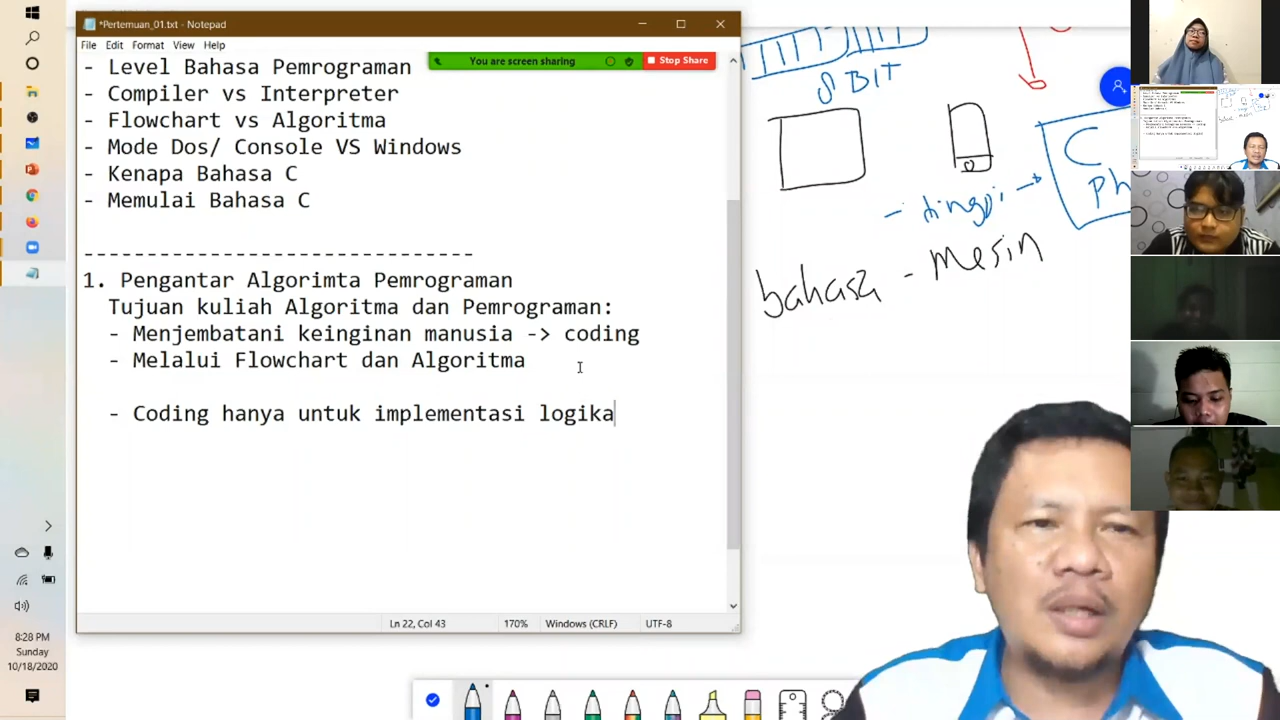 *Pertemuan_01.txt - Notepad
File Edit Format View Help
You are screen sharing
Stop Share
- Level Bahasa Pemrograman
- Compiler vs Interpreter
- Flowchart vs Algoritma
- Mode Dos/ Console VS Windows
- Kenapa Bahasa C
- Memulai Bahasa C
-------------------------------
1. Pengantar Algorimta Pemrograman
Tujuan kuliah Algoritma dan Pemrograman:
- Menjembatani keinginan manusia -> coding
- Melalui Flowchart dan Algoritma
- Coding hanya untuk implementasi logika
Ln 22, Col 43
170%
Windows (CRLF)
UTF-8
8 BIT
- tinggi →
C
Ph
bahasa - mesin
8:28 PM
Sunday
10/18/2020